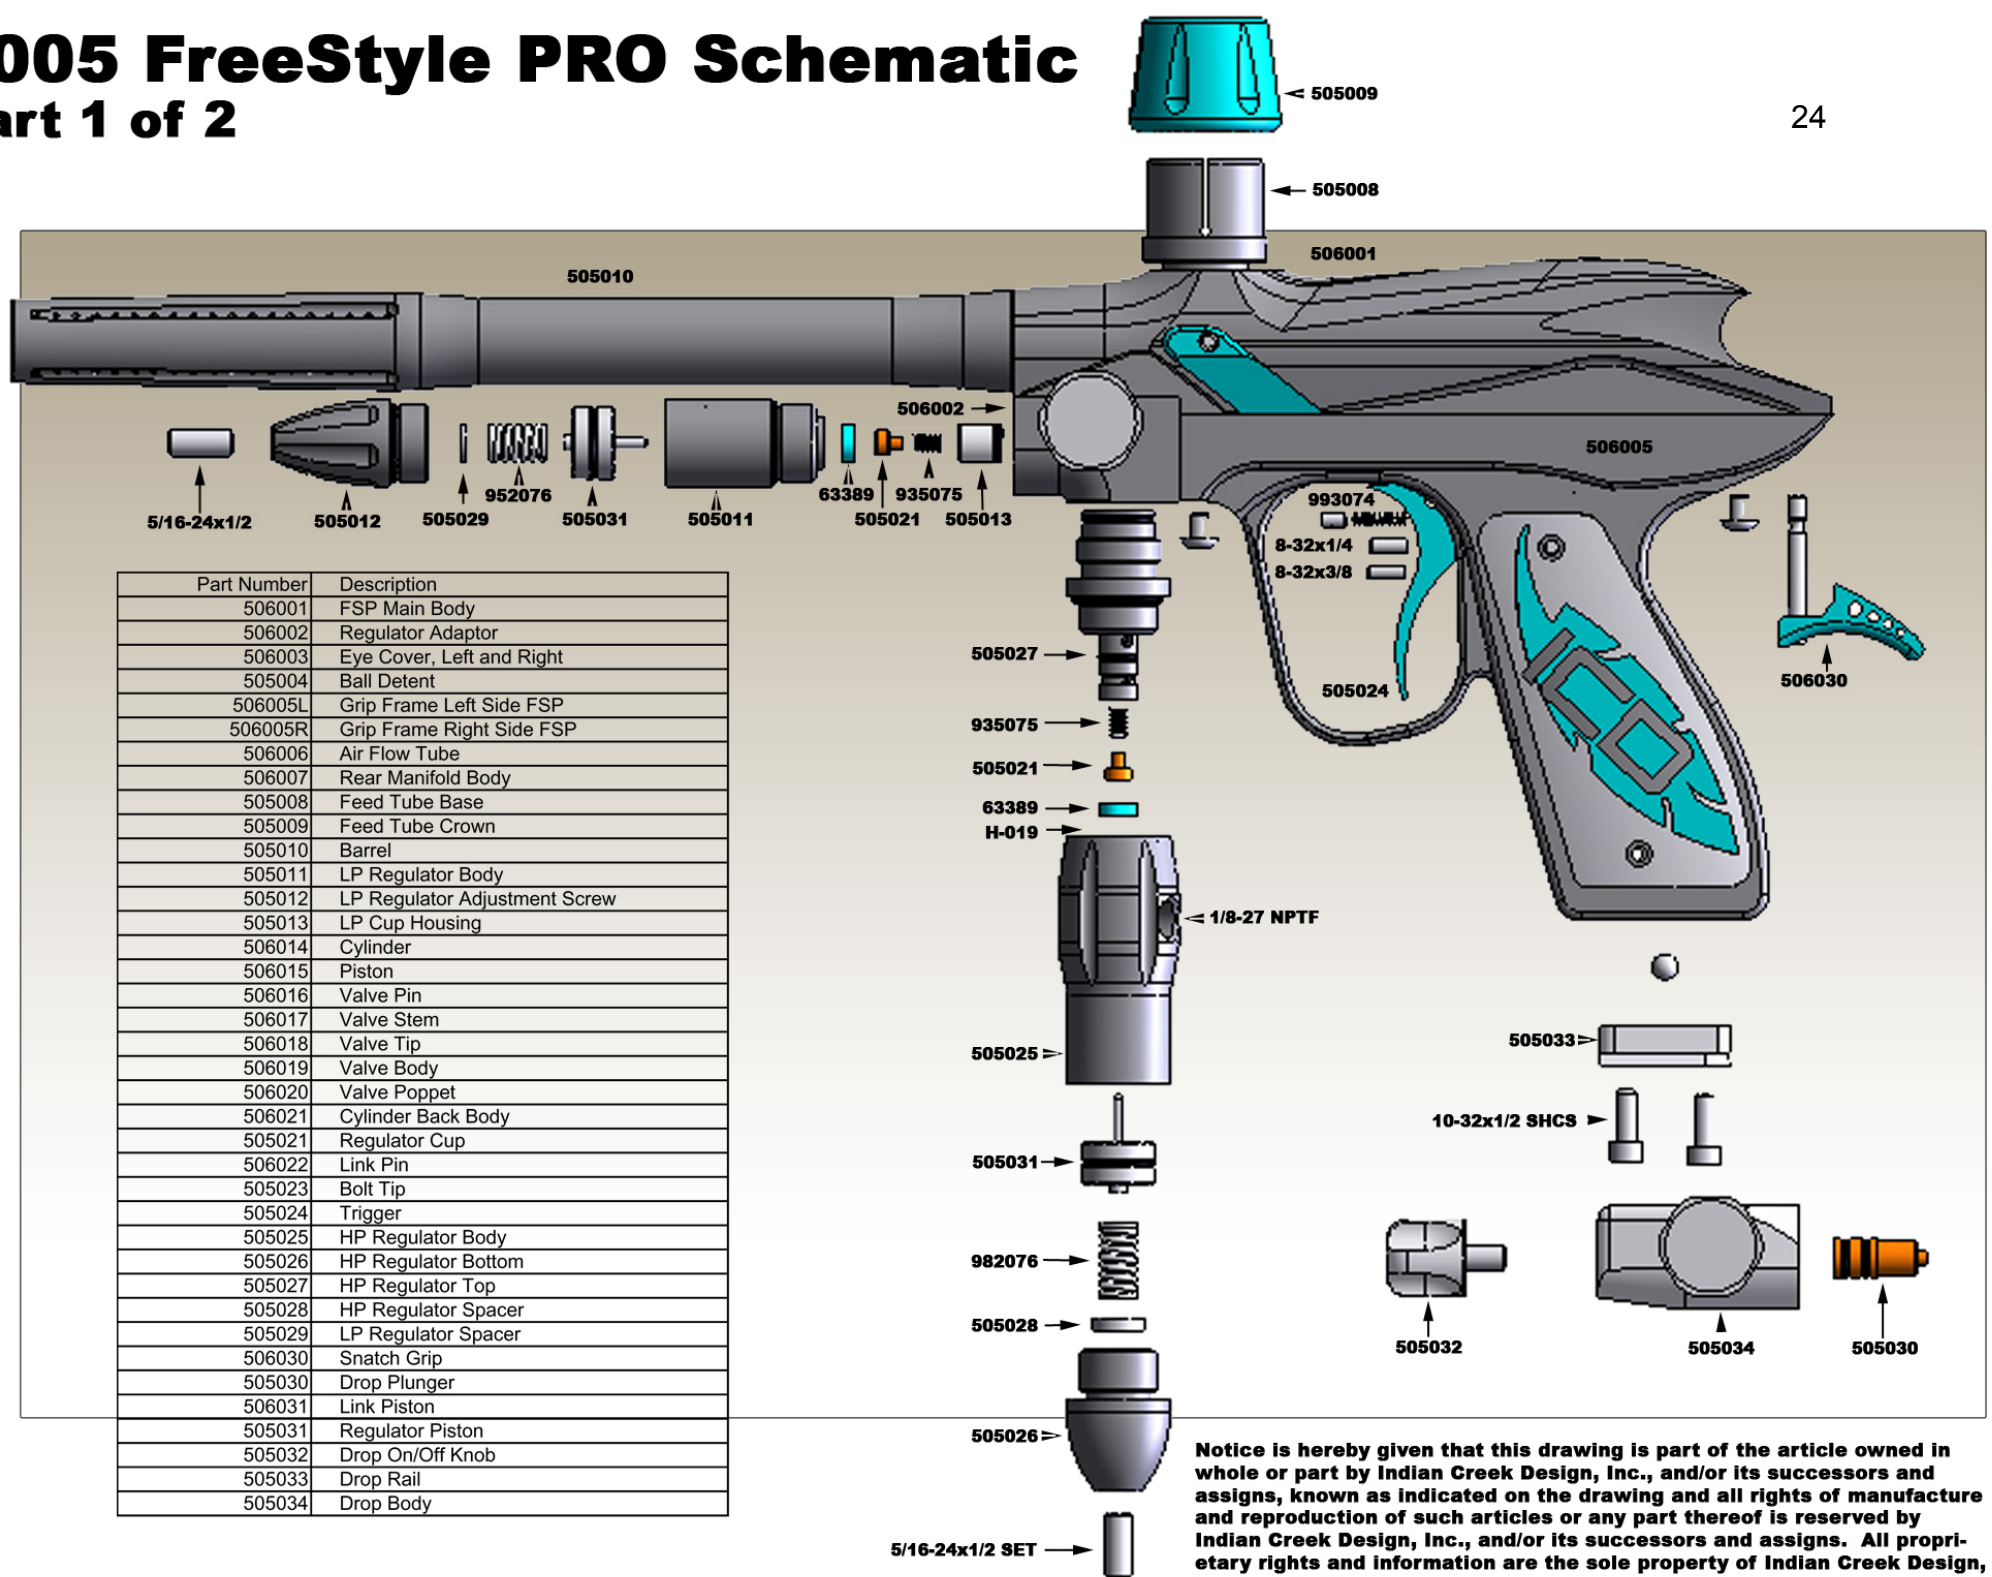 005 FreeStyle PRO Schematic
art 1 of 2
24
505009
505008
506001
505010
506002
506005
5/16-24x1/2
505012
505029
952076
505031
505011
63389
505021
935075
505013
993074
8-32x1/4
8-32x3/8
505024
506030
505027
935075
505021
63389
H-019
1/8-27 NPTF
505025
505031
982076
505028
505026
5/16-24x1/2 SET
505033
10-32x1/2 SHCS
505032
505034
505030
ICD
Part Number Description
506001 FSP Main Body
506002 Regulator Adaptor
506003 Eye Cover, Left and Right
505004 Ball Detent
506005L Grip Frame Left Side FSP
506005R Grip Frame Right Side FSP
506006 Air Flow Tube
506007 Rear Manifold Body
505008 Feed Tube Base
505009 Feed Tube Crown
505010 Barrel
505011 LP Regulator Body
505012 LP Regulator Adjustment Screw
505013 LP Cup Housing
506014 Cylinder
506015 Piston
506016 Valve Pin
506017 Valve Stem
506018 Valve Tip
506019 Valve Body
506020 Valve Poppet
506021 Cylinder Back Body
505021 Regulator Cup
506022 Link Pin
505023 Bolt Tip
505024 Trigger
505025 HP Regulator Body
505026 HP Regulator Bottom
505027 HP Regulator Top
505028 HP Regulator Spacer
505029 LP Regulator Spacer
506030 Snatch Grip
505030 Drop Plunger
506031 Link Piston
505031 Regulator Piston
505032 Drop On/Off Knob
505033 Drop Rail
505034 Drop Body
Notice is hereby given that this drawing is part of the article owned in
whole or part by Indian Creek Design, Inc., and/or its successors and
assigns, known as indicated on the drawing and all rights of manufacture
and reproduction of such articles or any part thereof is reserved by
Indian Creek Design, Inc., and/or its successors and assigns. All propri-
etary rights and information are the sole property of Indian Creek Design,